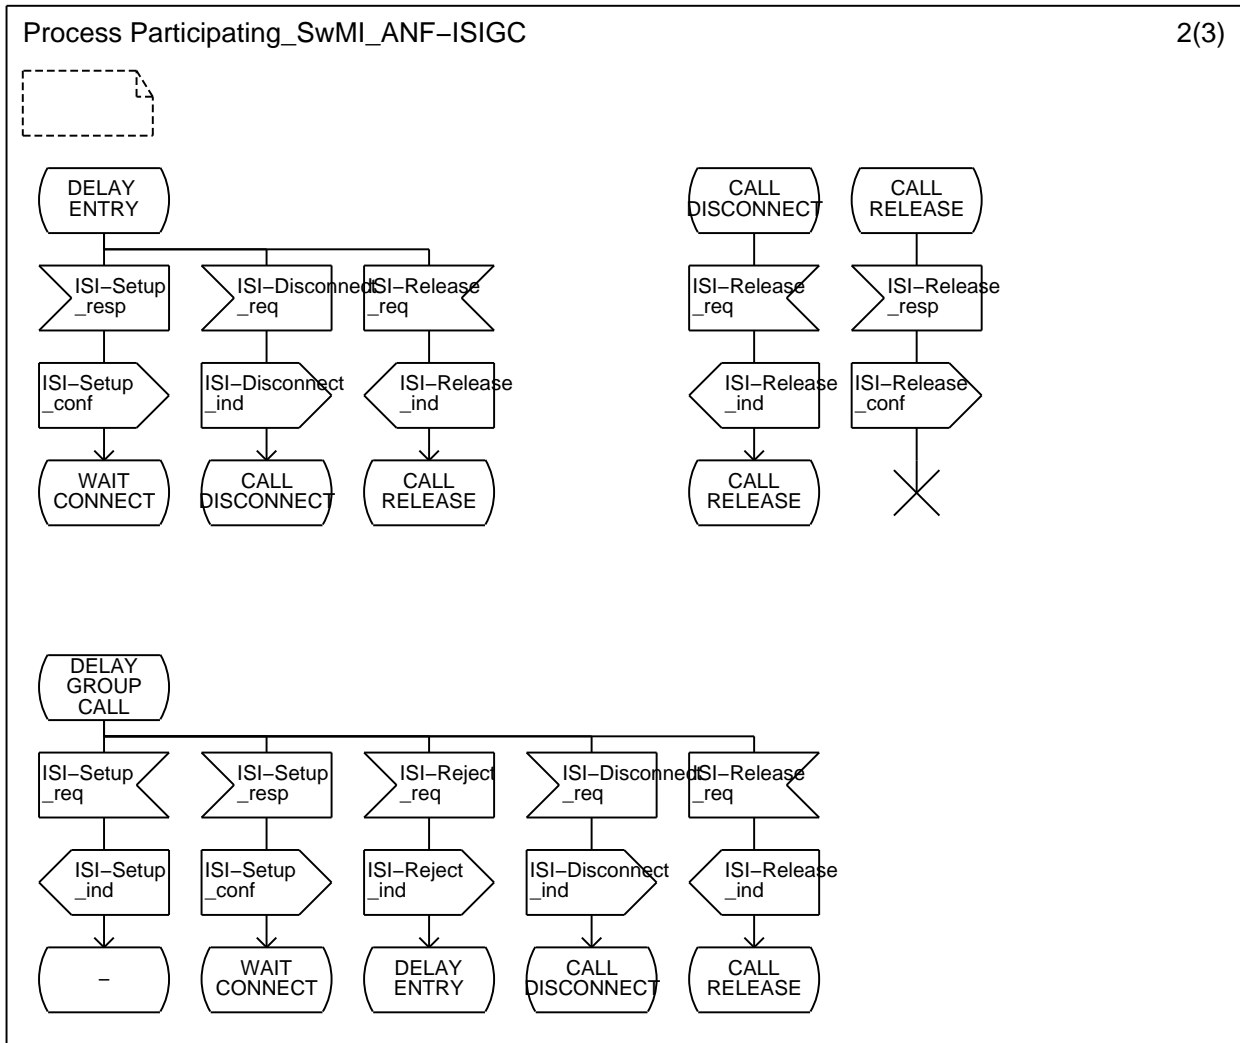 Process Participating_SwMI_ANF−ISIGC
2(3)
DELAY
ENTRY
CALL
DISCONNECT
CALL
RELEASE
ISI−Setup
_resp
ISI−Disconnect
_req
ISI−Release
_req
ISI−Release
_req
ISI−Release
_resp
ISI−Setup
_conf
ISI−Disconnect
_ind
ISI−Release
_ind
ISI−Release
_ind
ISI−Release
_conf
WAIT
CONNECT
CALL
DISCONNECT
CALL
RELEASE
CALL
RELEASE
DELAY
GROUP
CALL
ISI−Setup
_req
ISI−Setup
_resp
ISI−Reject
_req
ISI−Disconnect
_req
ISI−Release
_req
ISI−Setup
_ind
ISI−Setup
_conf
ISI−Reject
_ind
ISI−Disconnect
_ind
ISI−Release
_ind
−
WAIT
CONNECT
DELAY
ENTRY
CALL
DISCONNECT
CALL
RELEASE